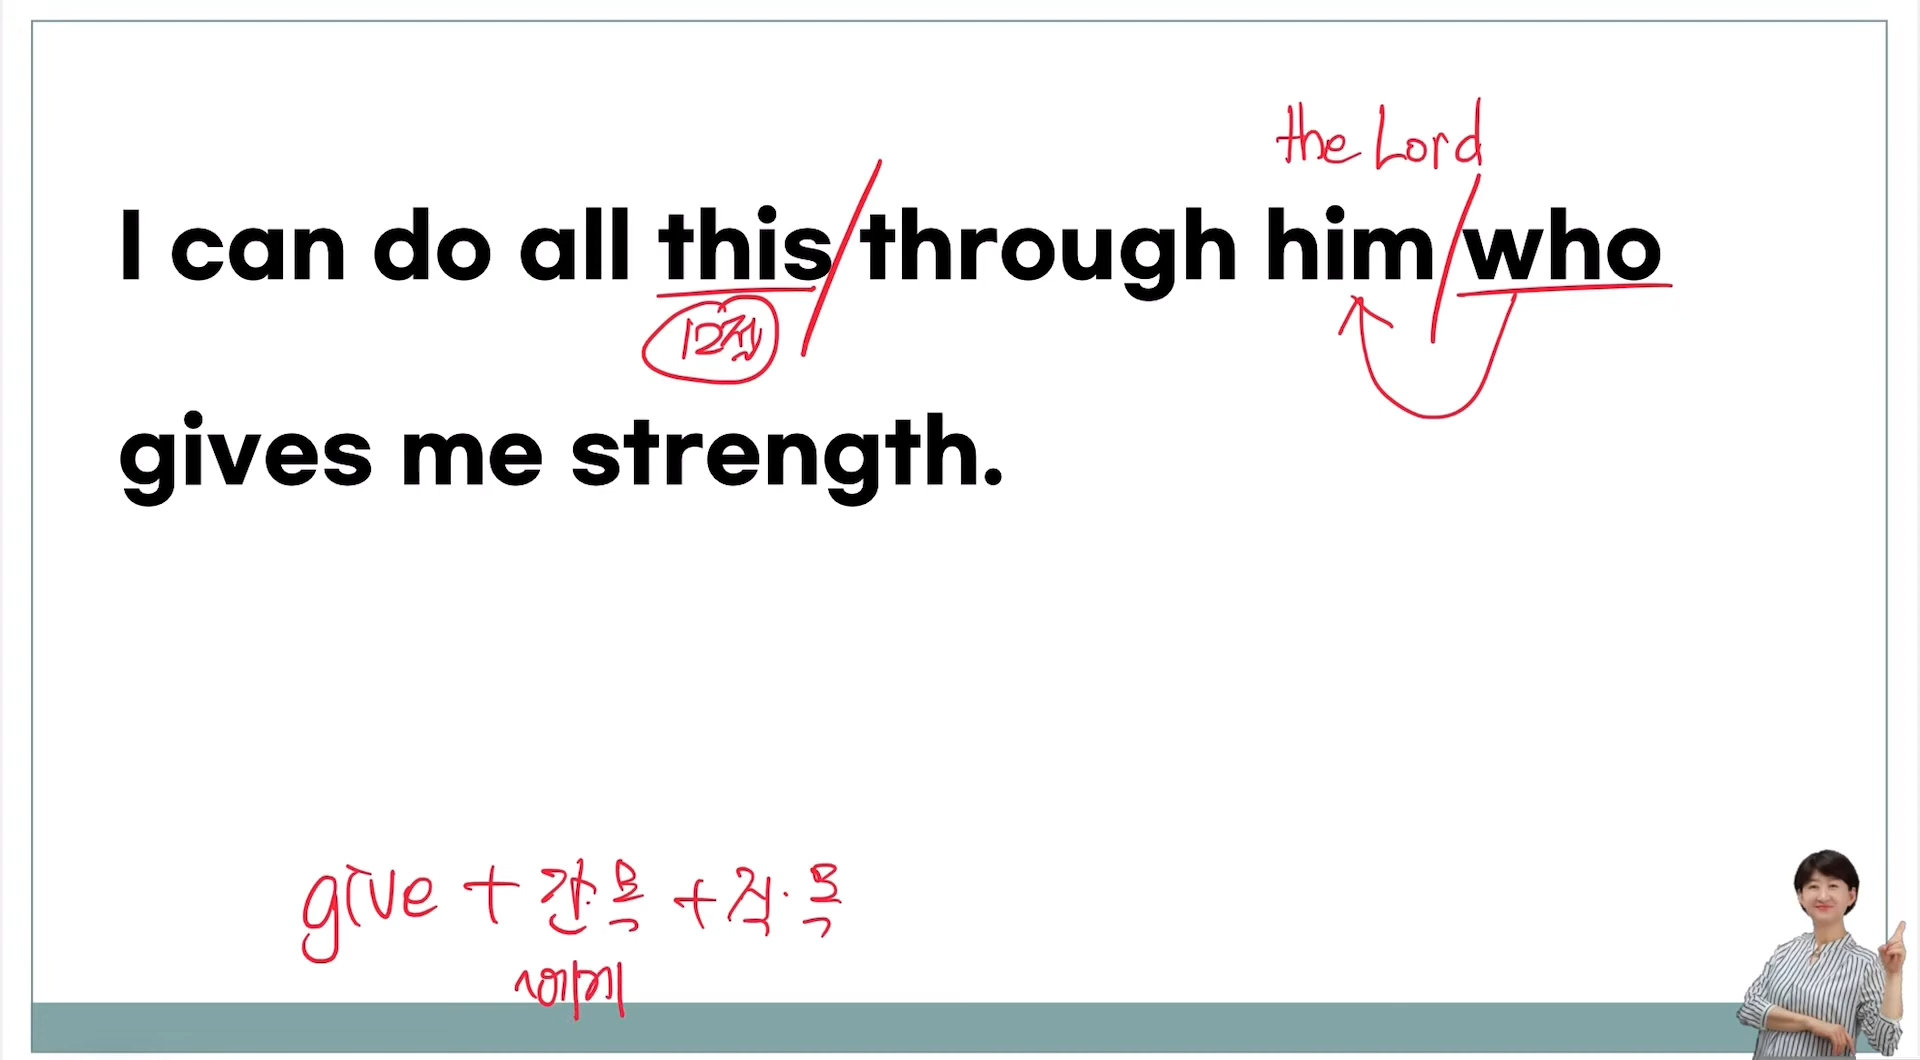 the Lord
I can do all this/through him/who
12절
gives me strength.
give + 간·목 + 직·목
~에게